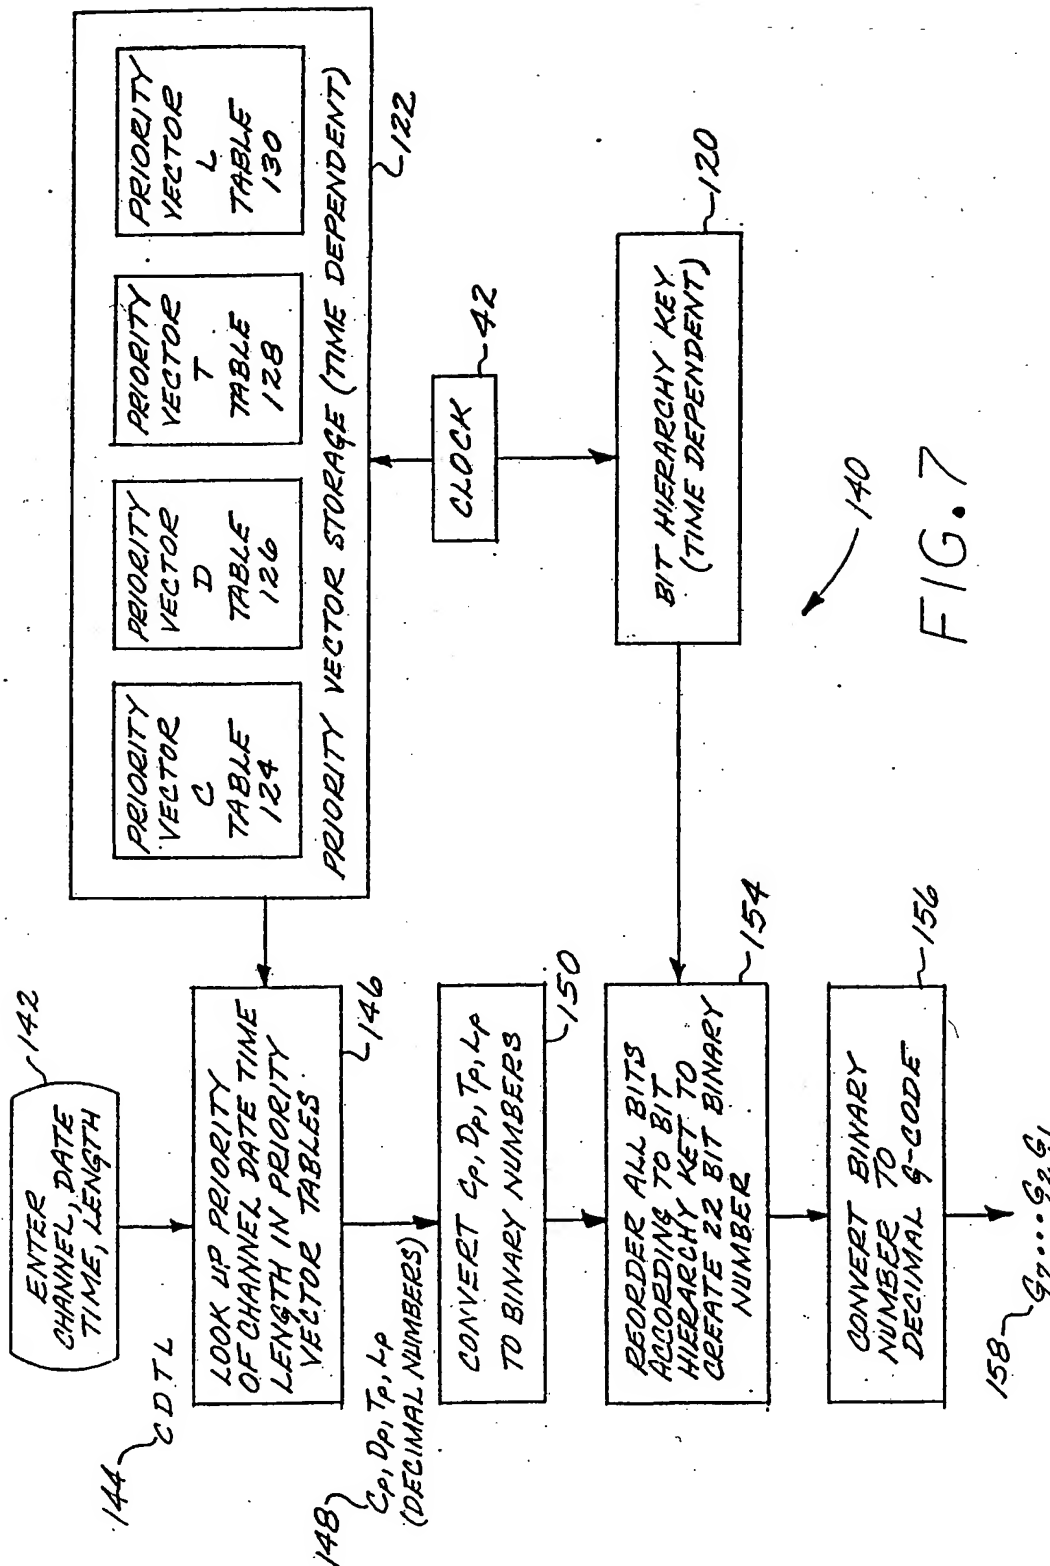 ENTER
CHANNEL, DATE
TIME, LENGTH
142
144 CDTL
LOOK UP PRIORITY
OF CHANNEL DATE TIME
LENGTH IN PRIORITY
VECTOR TABLES
146
148
Cp, Dp, Tp, Lp
(DECIMAL NUMBERS)
CONVERT Cp, Dp, Tp, Lp
TO BINARY NUMBERS
150
REORDER ALL BITS
ACCORDING TO BIT
HIERARCHY KET TO
CREATE 22 BIT BINARY
NUMBER
154
CONVERT BINARY
NUMBER TO
DECIMAL G-CODE
156
158 G7...G2G1
PRIORITY
VECTOR
C
TABLE
124
PRIORITY
VECTOR
D
TABLE
126
PRIORITY
VECTOR
T
TABLE
128
PRIORITY
VECTOR
L
TABLE
130
PRIORITY VECTOR STORAGE (TIME DEPENDENT)
122
CLOCK
42
BIT HIERARCHY KEY
(TIME DEPENDENT)
120
140
FIG.7